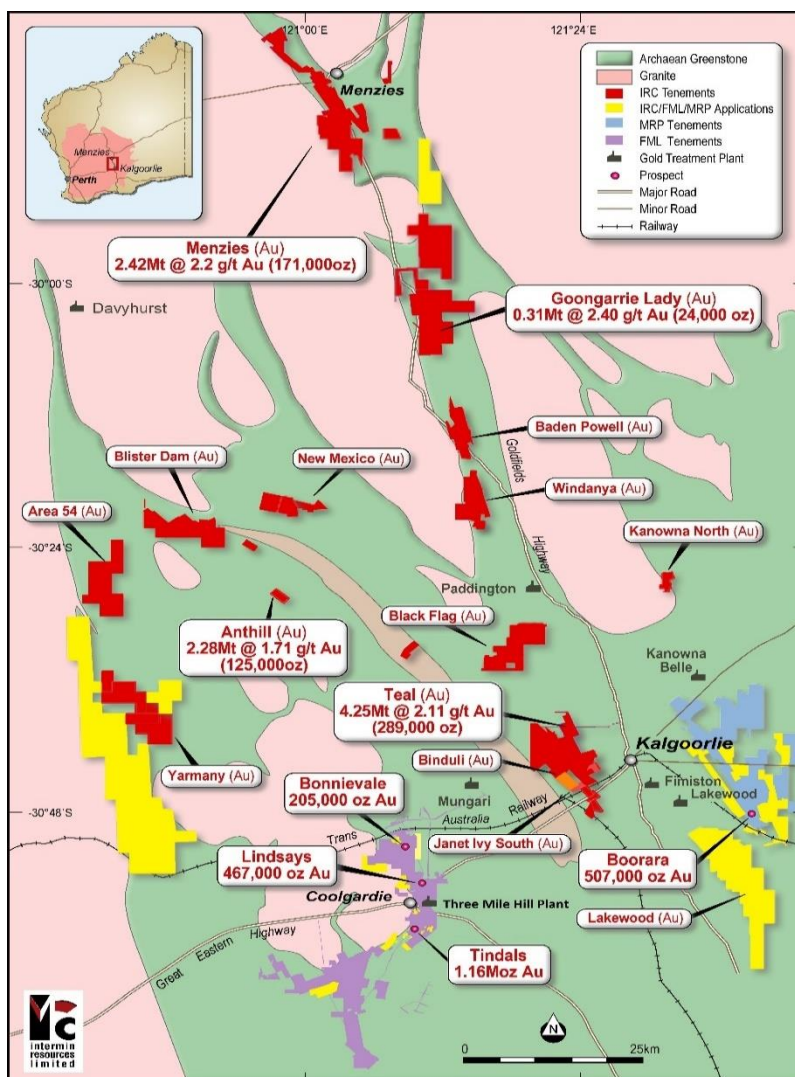 121°00´E
121°24´E
Menzies
Kalgoorlie
Perth
Archaean Greenstone
Granite
IRC Tenements
IRC/FML/MRP Applications
MRP Tenements
FML Tenements
Gold Treatment Plant
Prospect
Major Road
Minor Road
Railway
Menzies
Menzies (Au)
2.42Mt @ 2.2 g/t Au (171,000oz)
-30°00´S
Davyhurst
Goongarrie Lady (Au)
0.31Mt @ 2.40 g/t Au (24,000 oz)
Baden Powell (Au)
Goldfields
Highway
Blister Dam (Au)
New Mexico (Au)
Windanya (Au)
Area 54 (Au)
Kanowna North (Au)
-30°24´S
Paddington
Anthill (Au)
2.28Mt @ 1.71 g/t Au
(125,000oz)
Black Flag (Au)
Kanowna
Belle
Teal (Au)
4.25Mt @ 2.11 g/t Au
(289,000 oz)
Kalgoorlie
Yarmany (Au)
Binduli (Au)
Bonnievale
205,000 oz Au
Mungari
Fimiston
Lakewood
-30°48´S
Trans Australia Railway
Janet Ivy South (Au)
Lindsays
467,000 oz Au
Boorara
507,000 oz Au
Coolgardie
Three Mile Hill Plant
Lakewood (Au)
Great Eastern Highway
Tindals
1.16Moz Au
intermin
resources
limited
N
0
25km